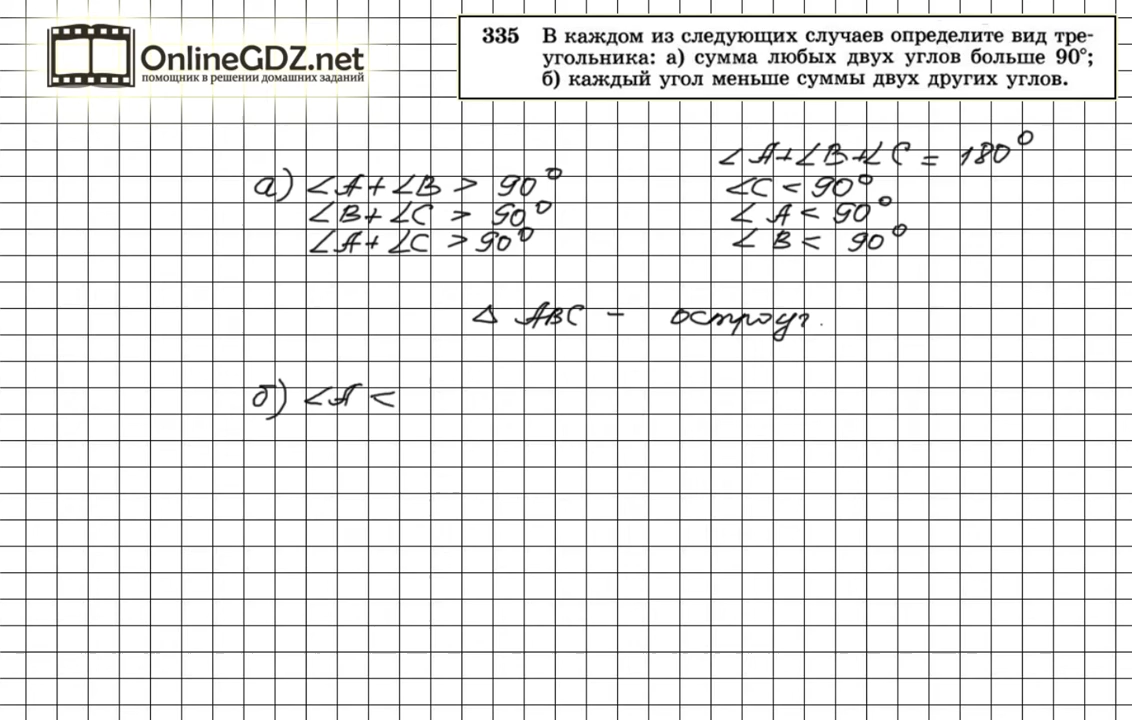 OnlineGDZ.net
помощник в решении домашних заданий
335 В каждом из следующих случаев определите вид тре-
угольника: а) сумма любых двух углов больше 90°;
б) каждый угол меньше суммы двух других углов.
∠A+∠B+∠C = 180°
а) ∠A+∠B > 90°
∠C < 90°
∠B+∠C > 90°
∠A < 90°
∠A+∠C > 90°
∠B < 90°
△ ABC – остроуг.
б) ∠A <